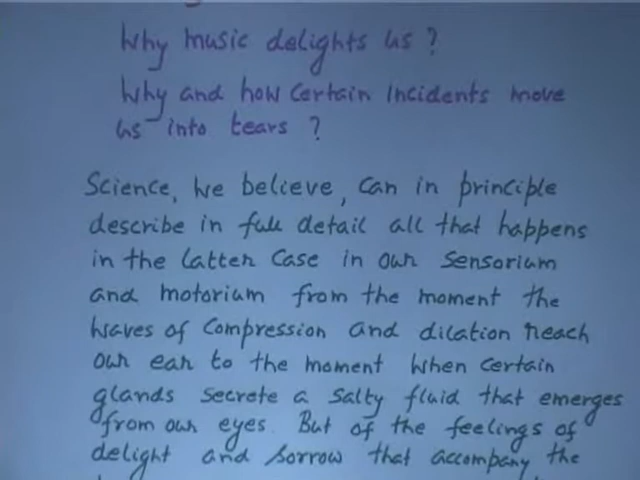 Why music delights us ?
Why and how certain incidents move
us into tears ?
Science, we believe, can in principle
describe in full detail all that happens
in the latter case in our sensorium
and motorium from the moment the
waves of compression and dilation reach
our ear to the moment when certain
glands secrete a salty fluid that emerges
from our eyes. But of the feelings of
delight and sorrow that accompany the